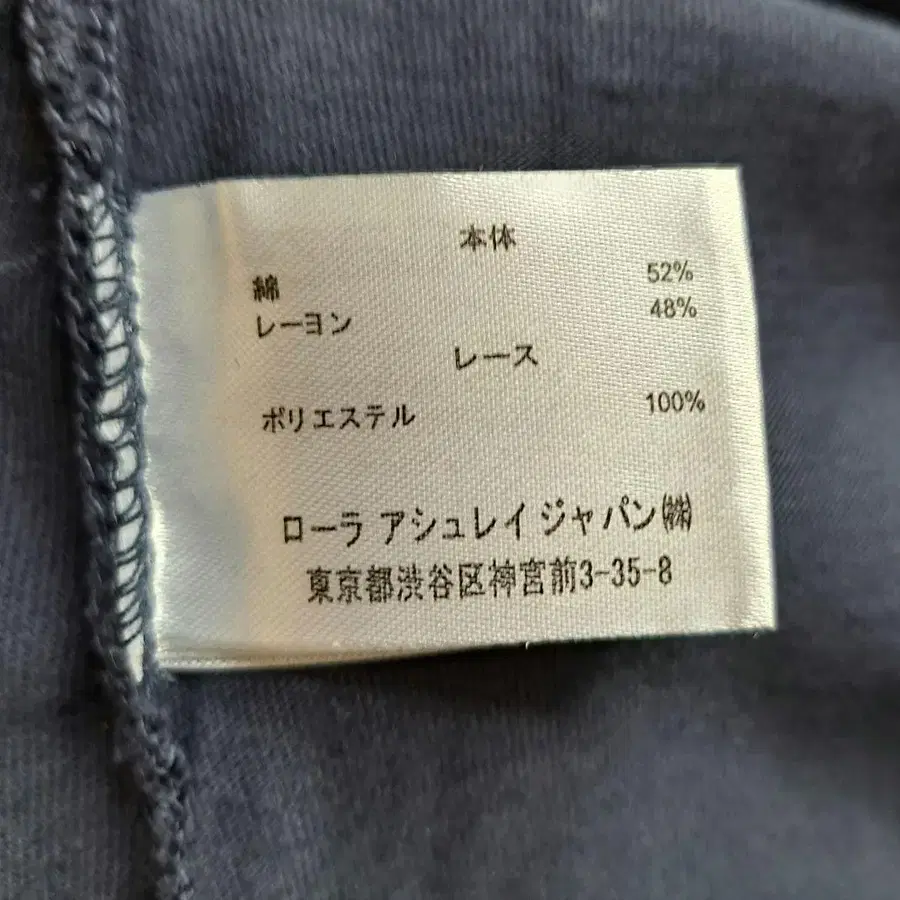 本体
綿 52%
レーヨン 48%
レース
ポリエステル 100%
ローラ アシュレイ ジャパン㈱
東京都渋谷区神宮前3-35-8